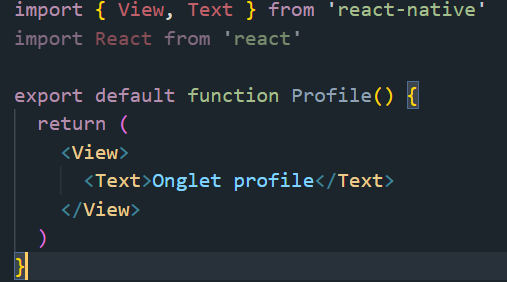 import { View, Text } from 'react-native'
import React from 'react'
export default function Profile() {
  return (
    <View>
      <Text>Onglet profile</Text>
    </View>
  )
}